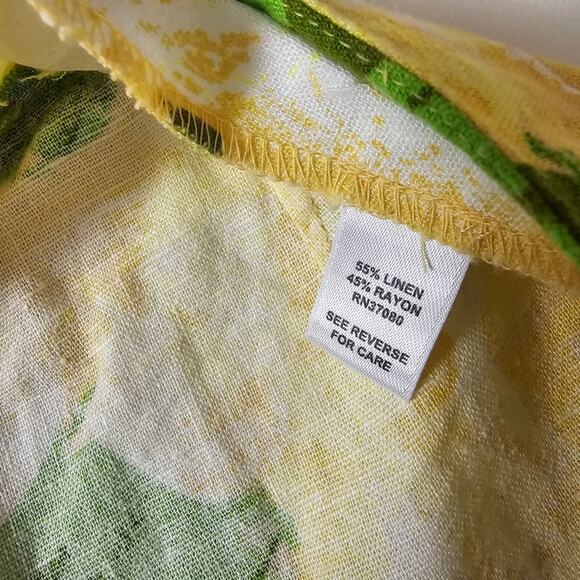 55% LINEN
45% RAYON
RN37080
SEE REVERSE
FOR CARE